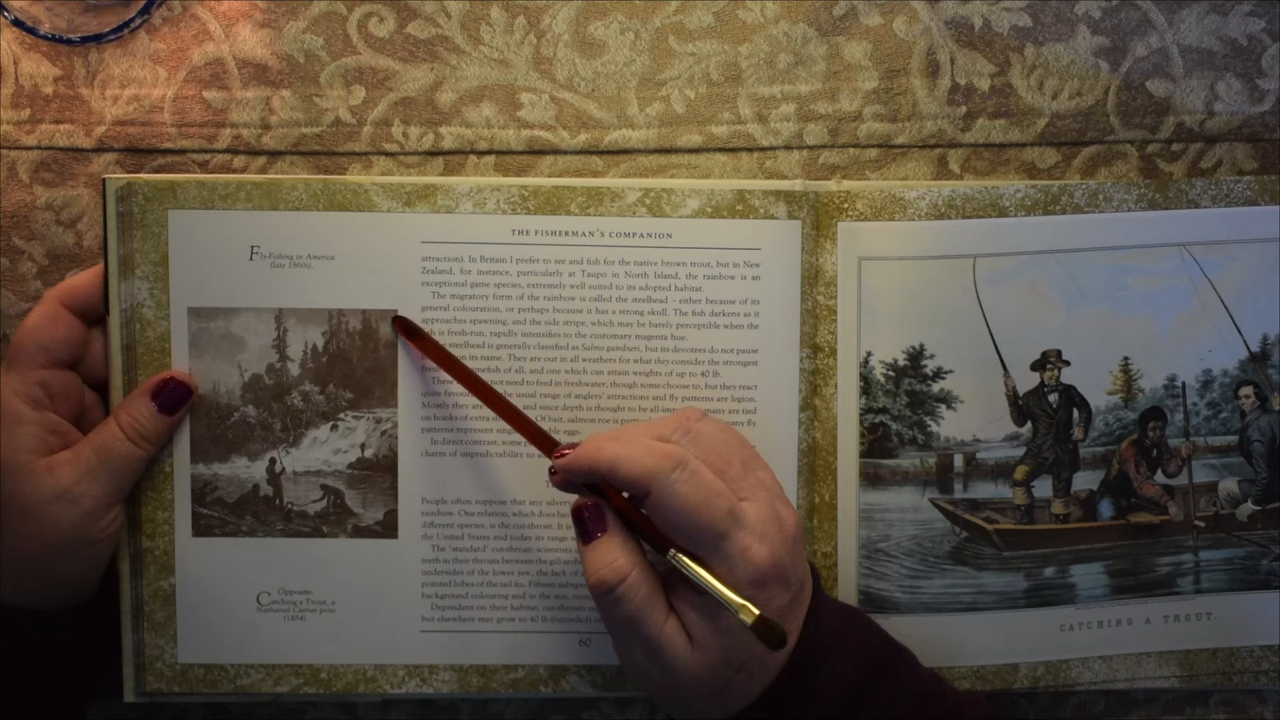 THE FISHERMAN'S COMPANION
Fly-Fishing in America
(late 1860s).
attraction). In Britain I prefer to see and fish for the native brown trout, but in New
Zealand, for instance, particularly at Taupo in North Island, the rainbow is an
exceptional game species, extremely well suited to its adopted habitat.
The migratory form of the rainbow is called the steelhead – either because of its
general colouration, or perhaps because it has a strong skull. The fish darkens as it
approaches spawning, and the side stripe, which may be barely perceptible when the
is fresh-run, rapidly intensifies to the customary magenta hue.
steelhead is generally classified as Salmo gairdneri, but its devotees do not pause
on its name. They are out in all weathers for what they consider the strongest
of all, and one which can attain weights of up to 40 lb.
These not need to feed in freshwater, though some choose to, but they react
quite the usual range of anglers' attractions and fly patterns are legion.
Mostly they are and since depth is thought to be all- many are tied
on hooks of extra Of bait, salmon roe is many fly
patterns represent eggs.
In direct contrast, some
charm of unpredictability to
People often suppose that any silvery
rainbow. One relation, which does
different species, is the cut-throat. It is
the United States and today its range
The 'standard' cut-throat: scientists
teeth in their throats between the gill
undersides of the lower jaw, the lack of
pointed lobes of the tail fin. Fifteen
background colouring and in the size,
Dependent on their habitat, cut-throats
but elsewhere may grow to 40 lb (recorded)
60
Opposite:
Catching a Trout, a
Nathaniel Currier print
(1854).
CATCHING A TROUT.